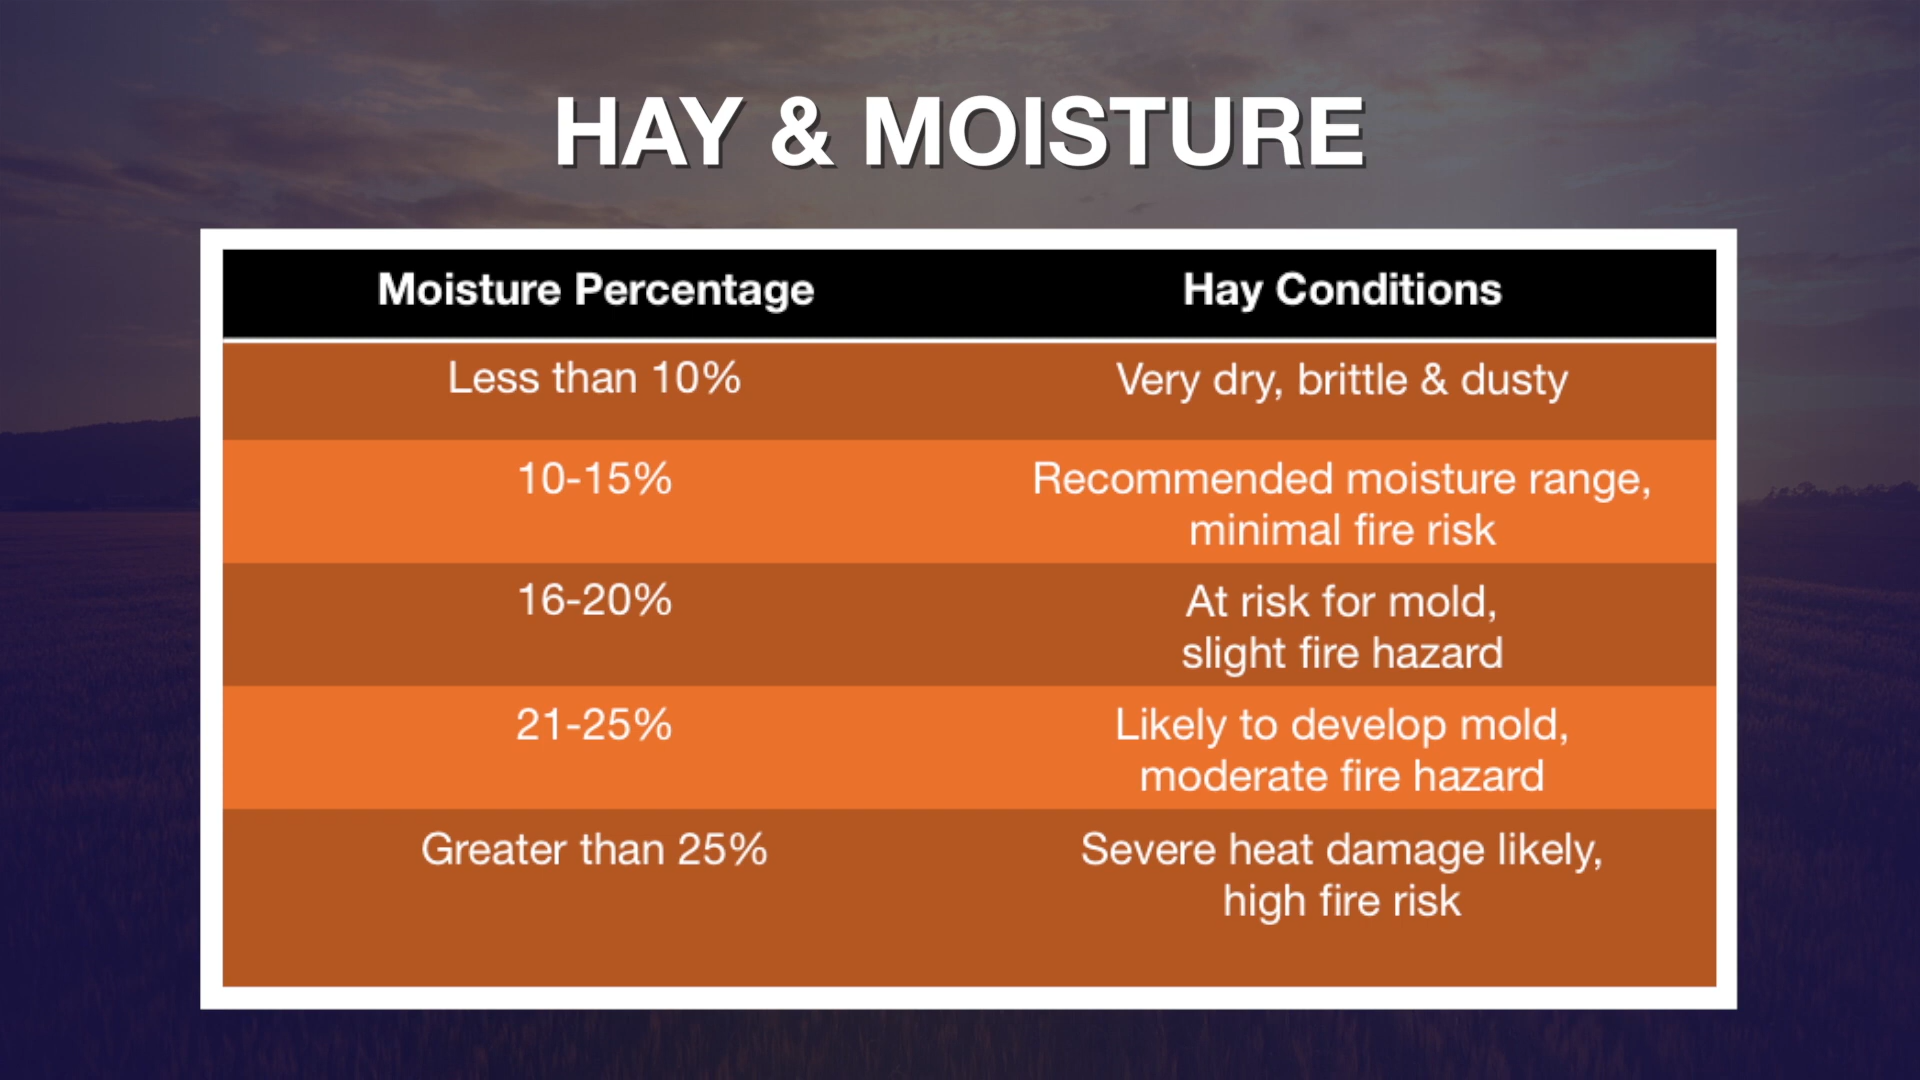 HAY & MOISTURE
Moisture Percentage Hay Conditions
Less than 10% Very dry, brittle & dusty
10-15% Recommended moisture range,
minimal fire risk
16-20% At risk for mold,
slight fire hazard
21-25% Likely to develop mold,
moderate fire hazard
Greater than 25% Severe heat damage likely,
high fire risk